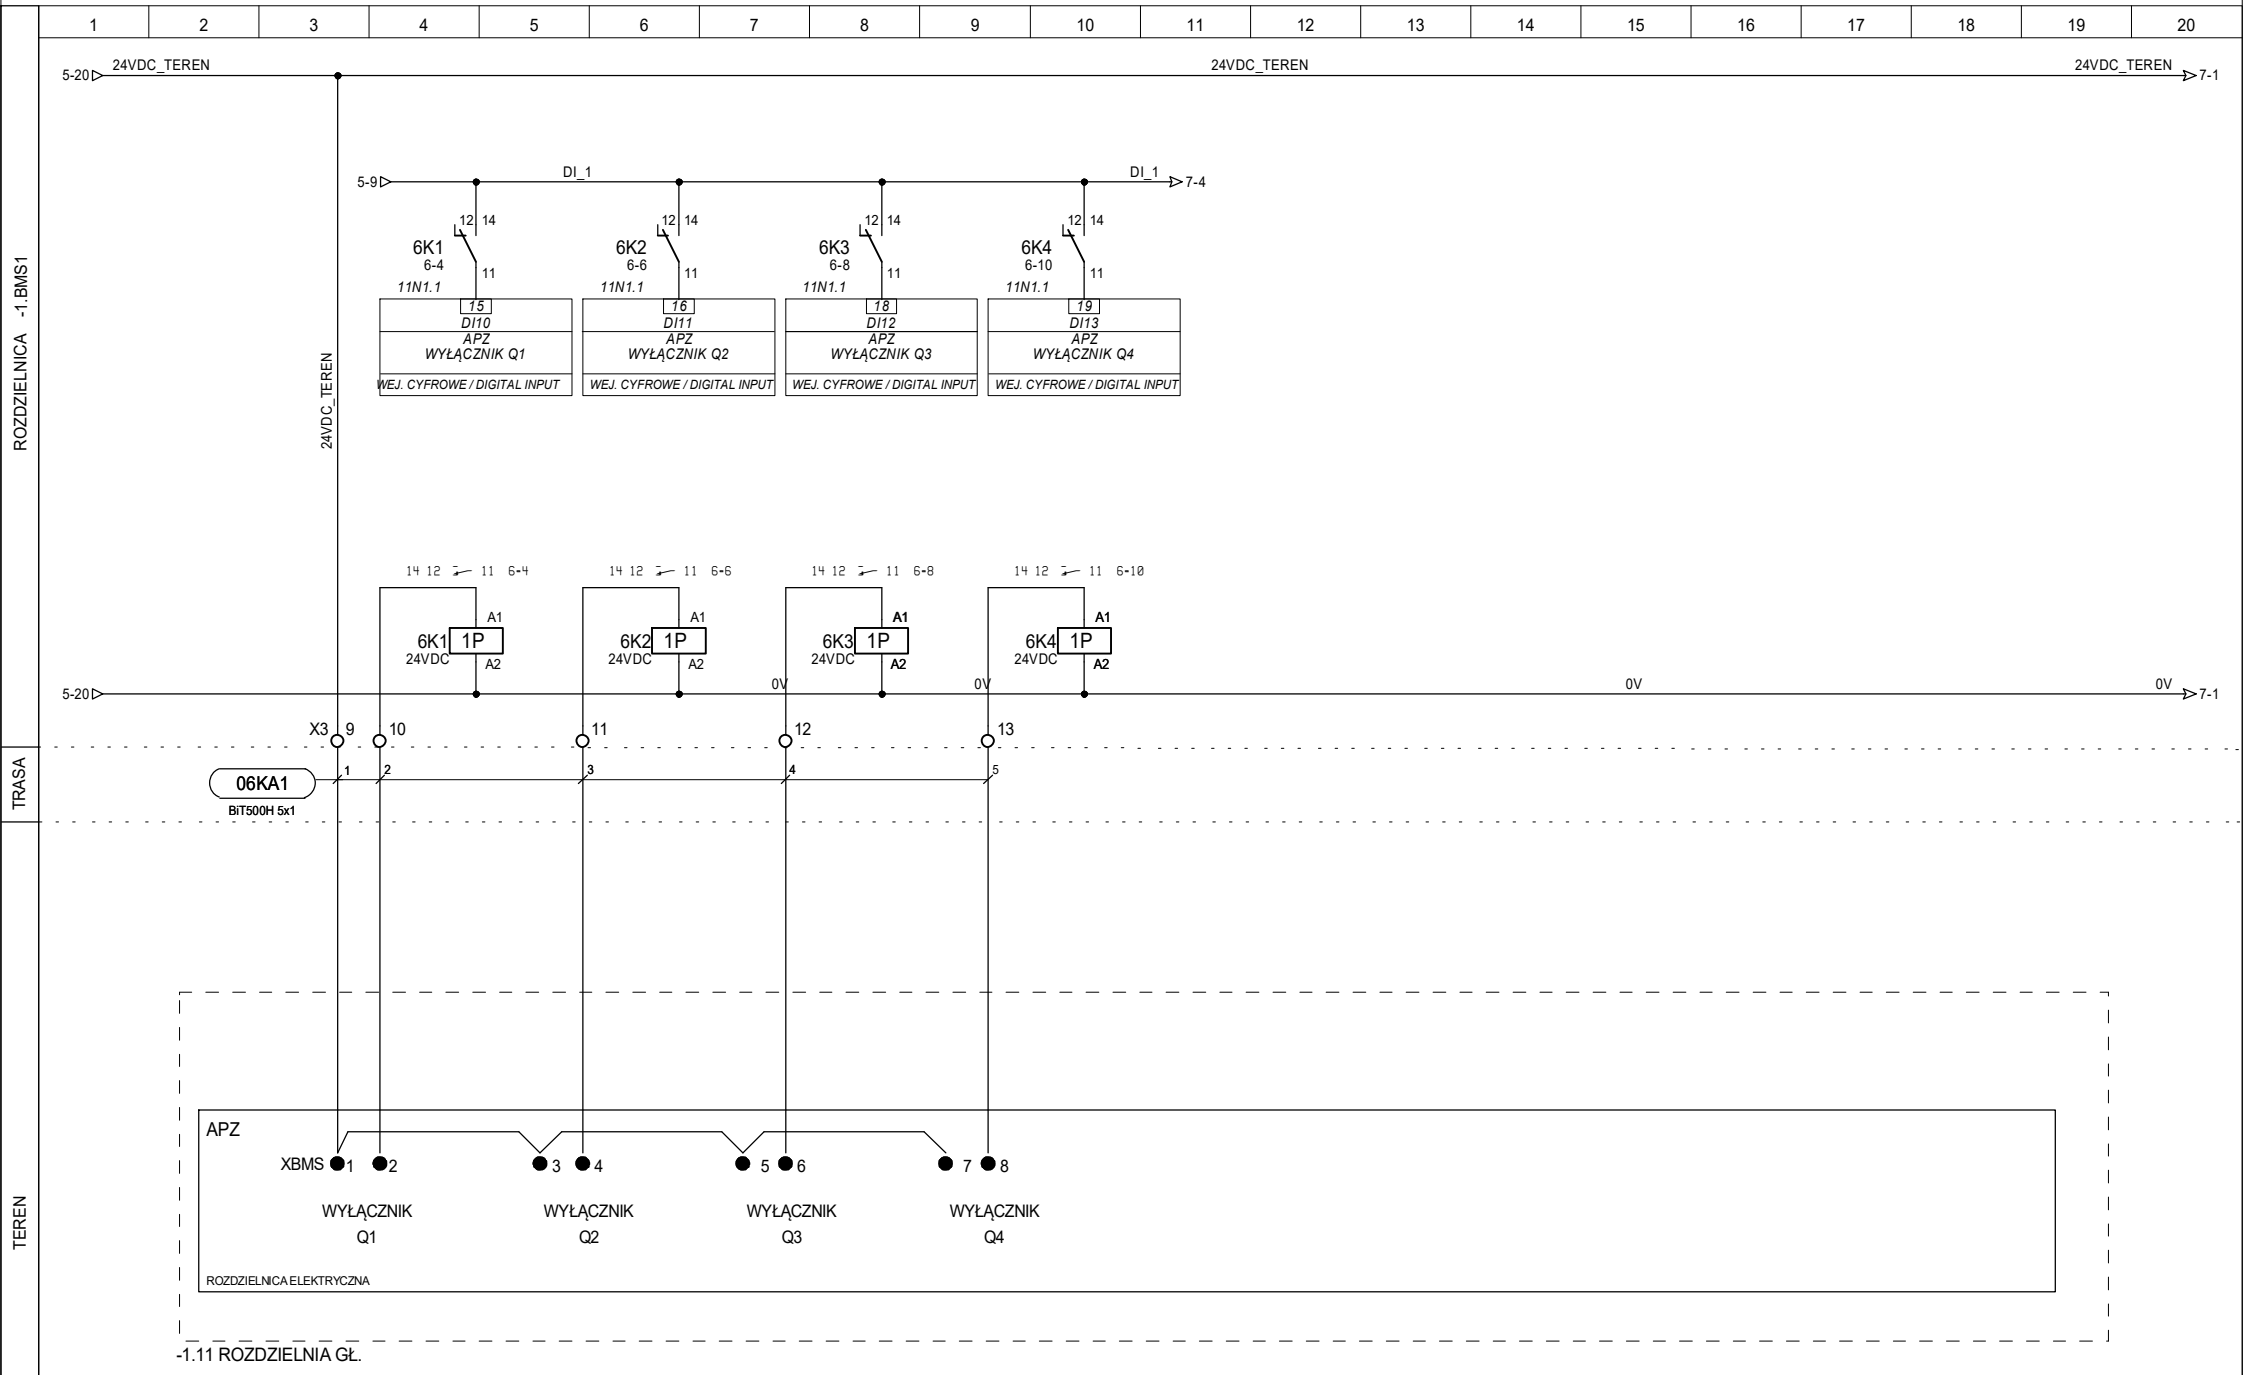 1 2 3 4 5 6 7 8 9 10 11 12 13 14 15 16 17 18 19 20
5-20 24VDC_TEREN 24VDC_TEREN 24VDC_TEREN 7-1
5-9 DI_1 DI_1 7-4
12 14 12 14 12 14 12 14
6K1 6K2 6K3 6K4
6-4 6-6 6-8 6-10
11 11 11 11
11N1.1 11N1.1 11N1.1 11N1.1
15 16 18 19
DI10 DI11 DI12 DI13
APZ APZ APZ APZ
WYŁĄCZNIK Q1 WYŁĄCZNIK Q2 WYŁĄCZNIK Q3 WYŁĄCZNIK Q4
WEJ. CYFROWE / DIGITAL INPUT WEJ. CYFROWE / DIGITAL INPUT WEJ. CYFROWE / DIGITAL INPUT WEJ. CYFROWE / DIGITAL INPUT
ROZDZIELNICA -1.BMS1
24VDC_TEREN
14 12 11 6-4 14 12 11 6-6 14 12 11 6-8 14 12 11 6-10
A1 A1 A1 A1
6K1 1P 6K2 1P 6K3 1P 6K4 1P
24VDC 24VDC 24VDC 24VDC
A2 A2 A2 A2
5-20 0V 0V 0V 0V 7-1
X3 9 10 11 12 13
TRASA
1 2 3 4 5
06KA1
BiT500H 5x1
TEREN
APZ
XBMS 1 2 3 4 5 6 7 8
WYŁĄCZNIK WYŁĄCZNIK WYŁĄCZNIK WYŁĄCZNIK
Q1 Q2 Q3 Q4
ROZDZIELNICA ELEKTRYCZNA
-1.11 ROZDZIELNIA GŁ.